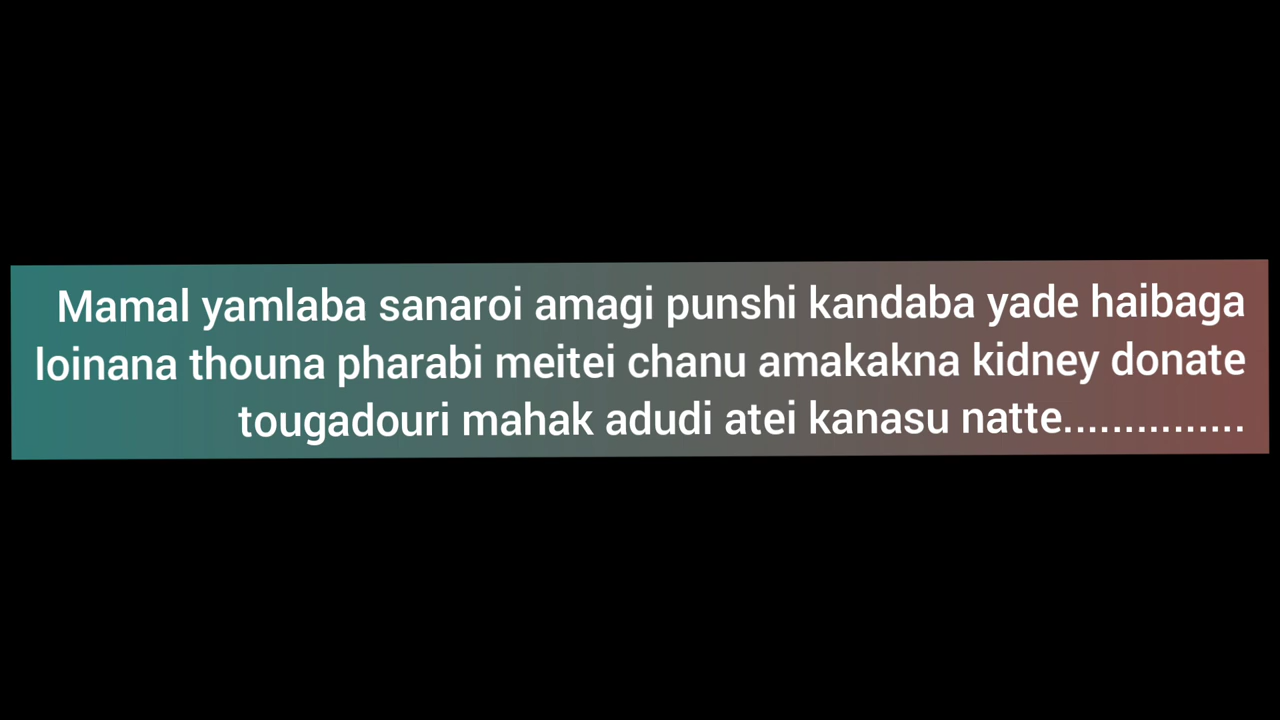 Mamal yamlaba sanaroi amagi punshi kandaba yade haibaga
loinana thouna pharabi meitei chanu amakakna kidney donate
tougadouri mahak adudi atei kanasu natte...............